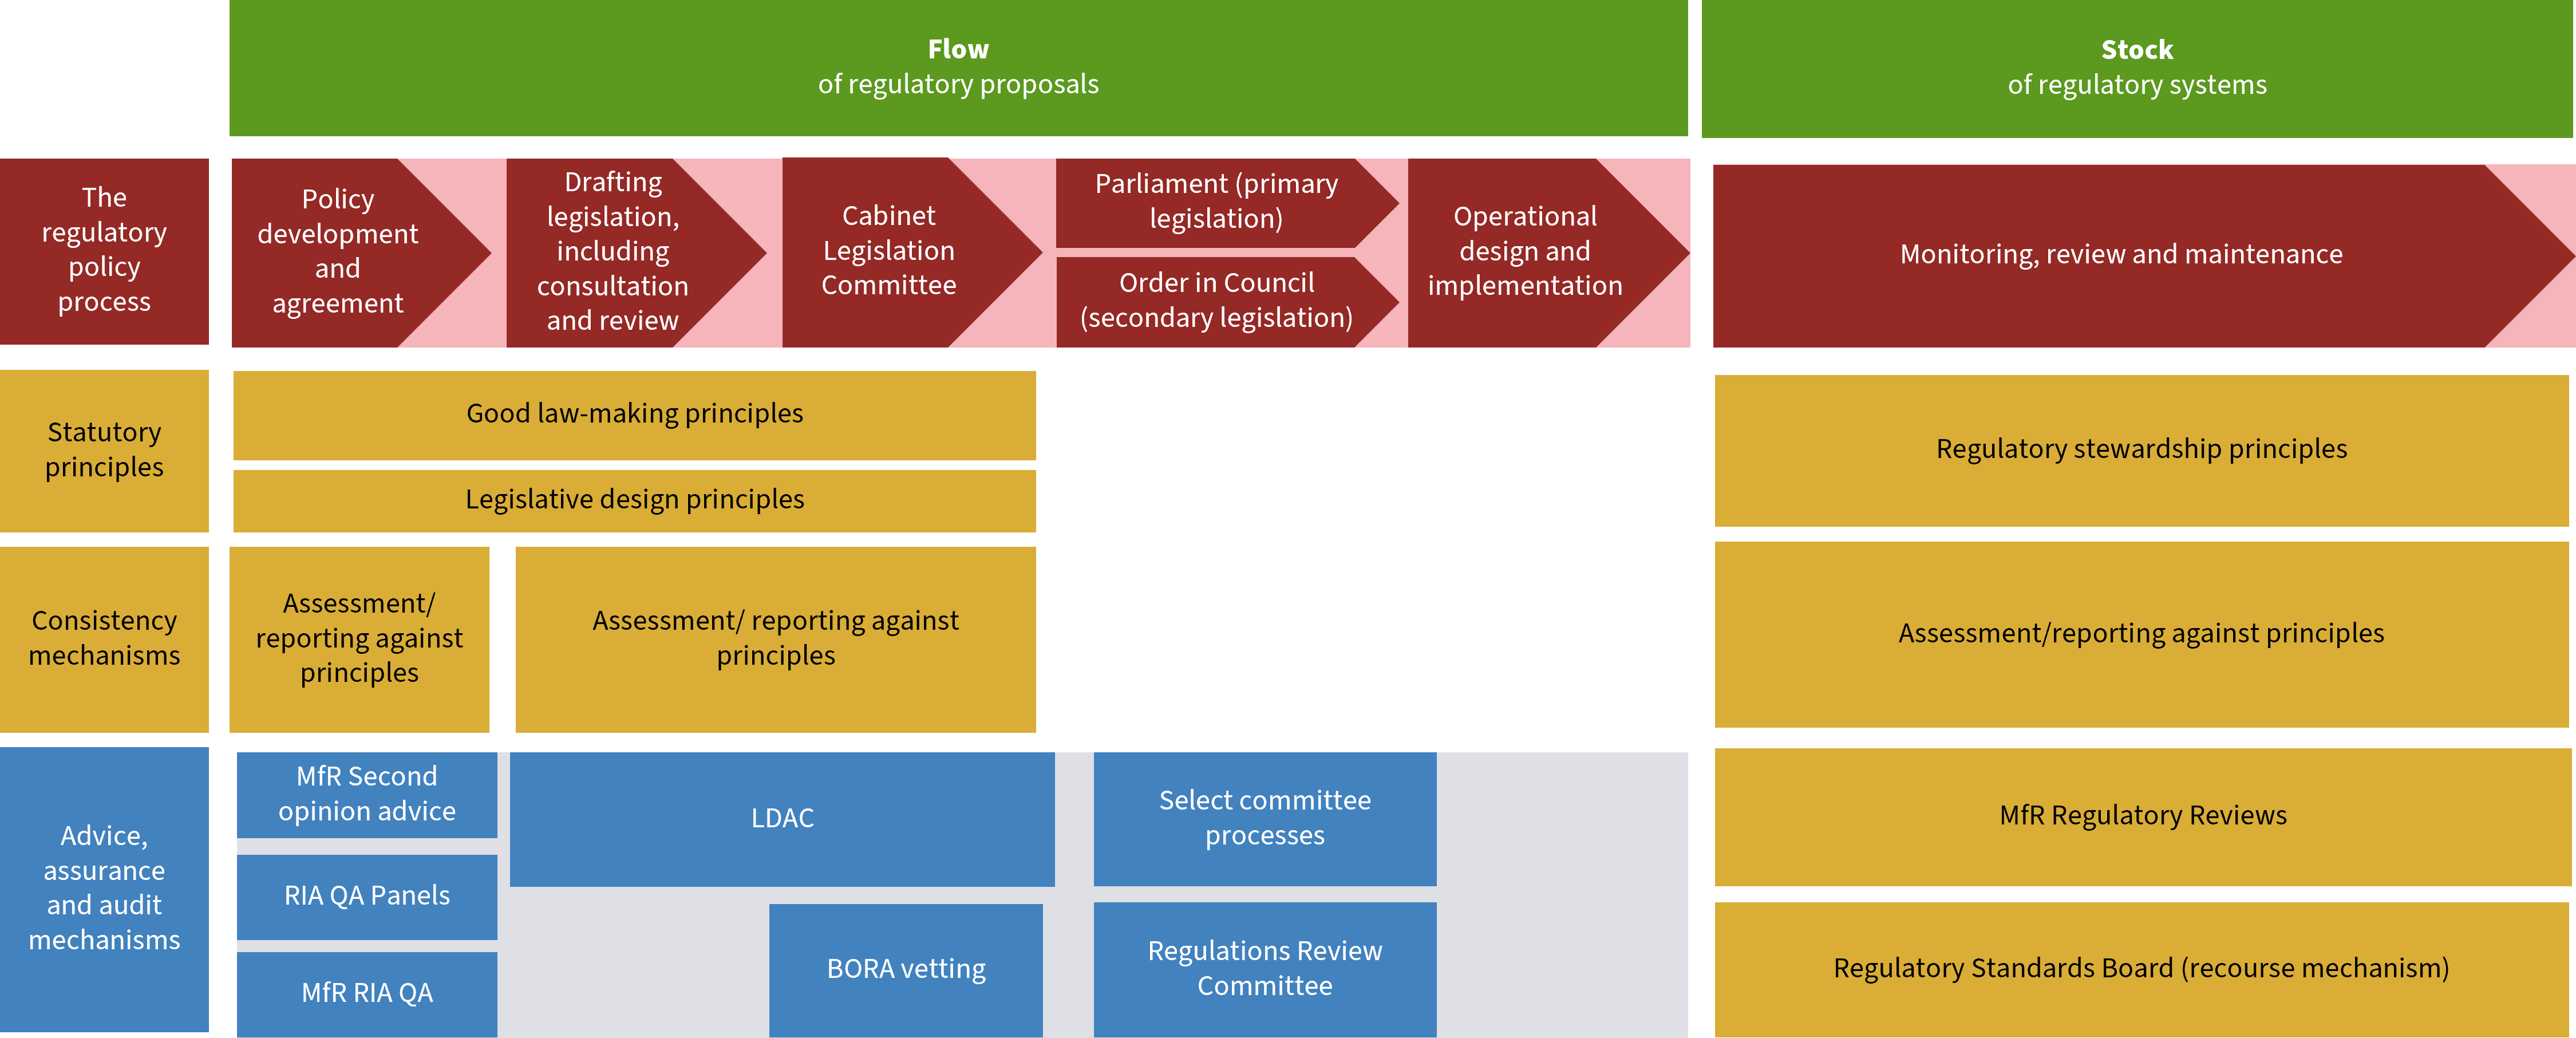 Flow
of regulatory proposals
Stock
of regulatory systems
The
regulatory
policy
process
Policy
development
and
agreement
Drafting
legislation,
including
consultation
and review
Cabinet
Legislation
Committee
Parliament (primary
legislation)
Order in Council
(secondary legislation)
Operational
design and
implementation
Monitoring, review and maintenance
Statutory
principles
Good law-making principles
Legislative design principles
Regulatory stewardship principles
Consistency
mechanisms
Assessment/
reporting against
principles
Assessment/ reporting against
principles
Assessment/reporting against principles
Advice,
assurance
and audit
mechanisms
MfR Second
opinion advice
RIA QA Panels
MfR RIA QA
LDAC
BORA vetting
Select committee
processes
Regulations Review
Committee
MfR Regulatory Reviews
Regulatory Standards Board (recourse mechanism)